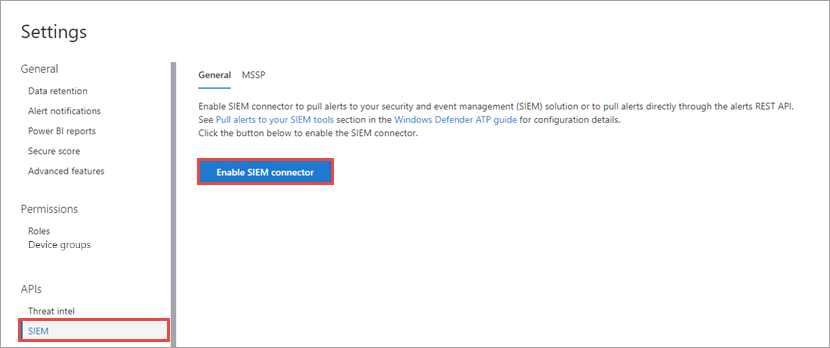 Settings
General
Data retention
Alert notifications
Power BI reports
Secure score
Advanced features
Permissions
Roles
Device groups
APIs
Threat intel
SIEM
General MSSP
Enable SIEM connector to pull alerts to your security and event management (SIEM) solution or to pull alerts directly through the alerts REST API.
See Pull alerts to your SIEM tools section in the Windows Defender ATP guide for configuration details.
Click the button below to enable the SIEM connector.
Enable SIEM connector